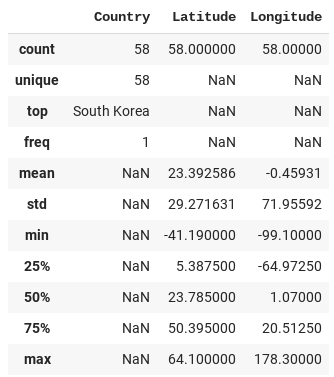 Country Latitude Longitude
count 58 58.000000 58.00000
unique 58 NaN NaN
top South Korea NaN NaN
freq 1 NaN NaN
mean NaN 23.392586 -0.45931
std NaN 29.271631 71.95592
min NaN -41.190000 -99.10000
25% NaN 5.387500 -64.97250
50% NaN 23.785000 1.07000
75% NaN 50.395000 20.51250
max NaN 64.100000 178.30000